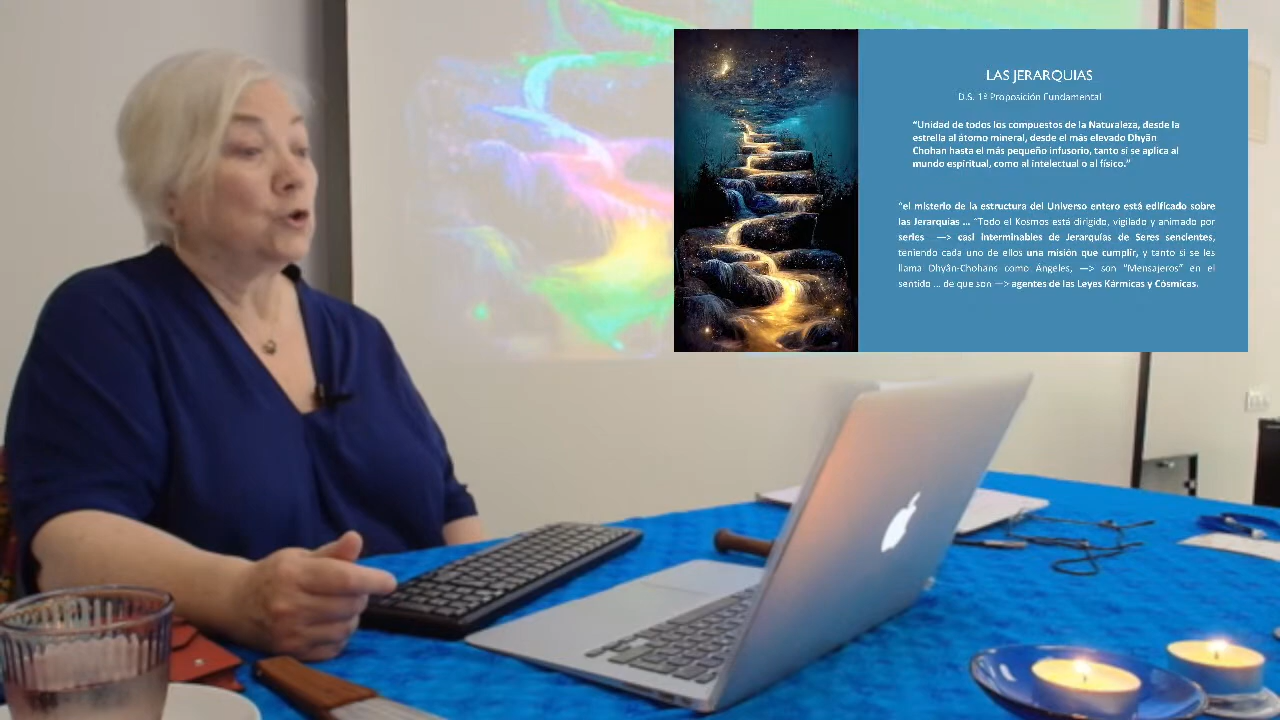 LAS JERARQUIAS
D.S. 1ª Proposición Fundamental
“Unidad de todos los compuestos de la Naturaleza, desde la
estrella al átomo mineral, desde el más elevado Dhyân
Chohan hasta el más pequeño infusorio, tanto si se aplica al
mundo espiritual, como al intelectual o al físico.”
“el misterio de la estructura del Universo entero está edificado sobre
las Jerarquías ... “Todo el Kosmos está dirigido, vigilado y animado por
series —> casi interminables de Jerarquías de Seres sencientes,
teniendo cada uno de ellos una misión que cumplir, y tanto si se les
llama Dhyân-Chohans como Ángeles, —> son “Mensajeros” en el
sentido ... de que son —> agentes de las Leyes Kármicas y Cósmicas.